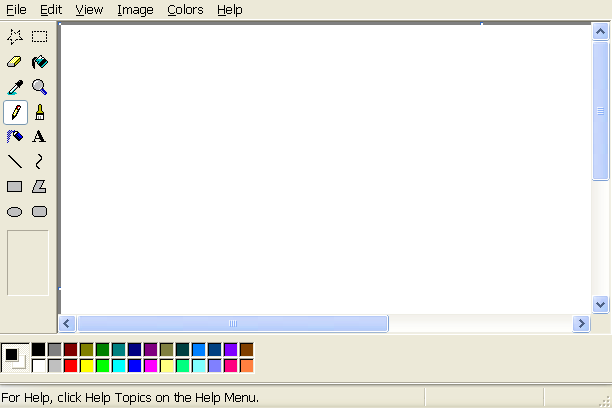 File Edit View Image Colors Help
A
For Help, click Help Topics on the Help Menu.